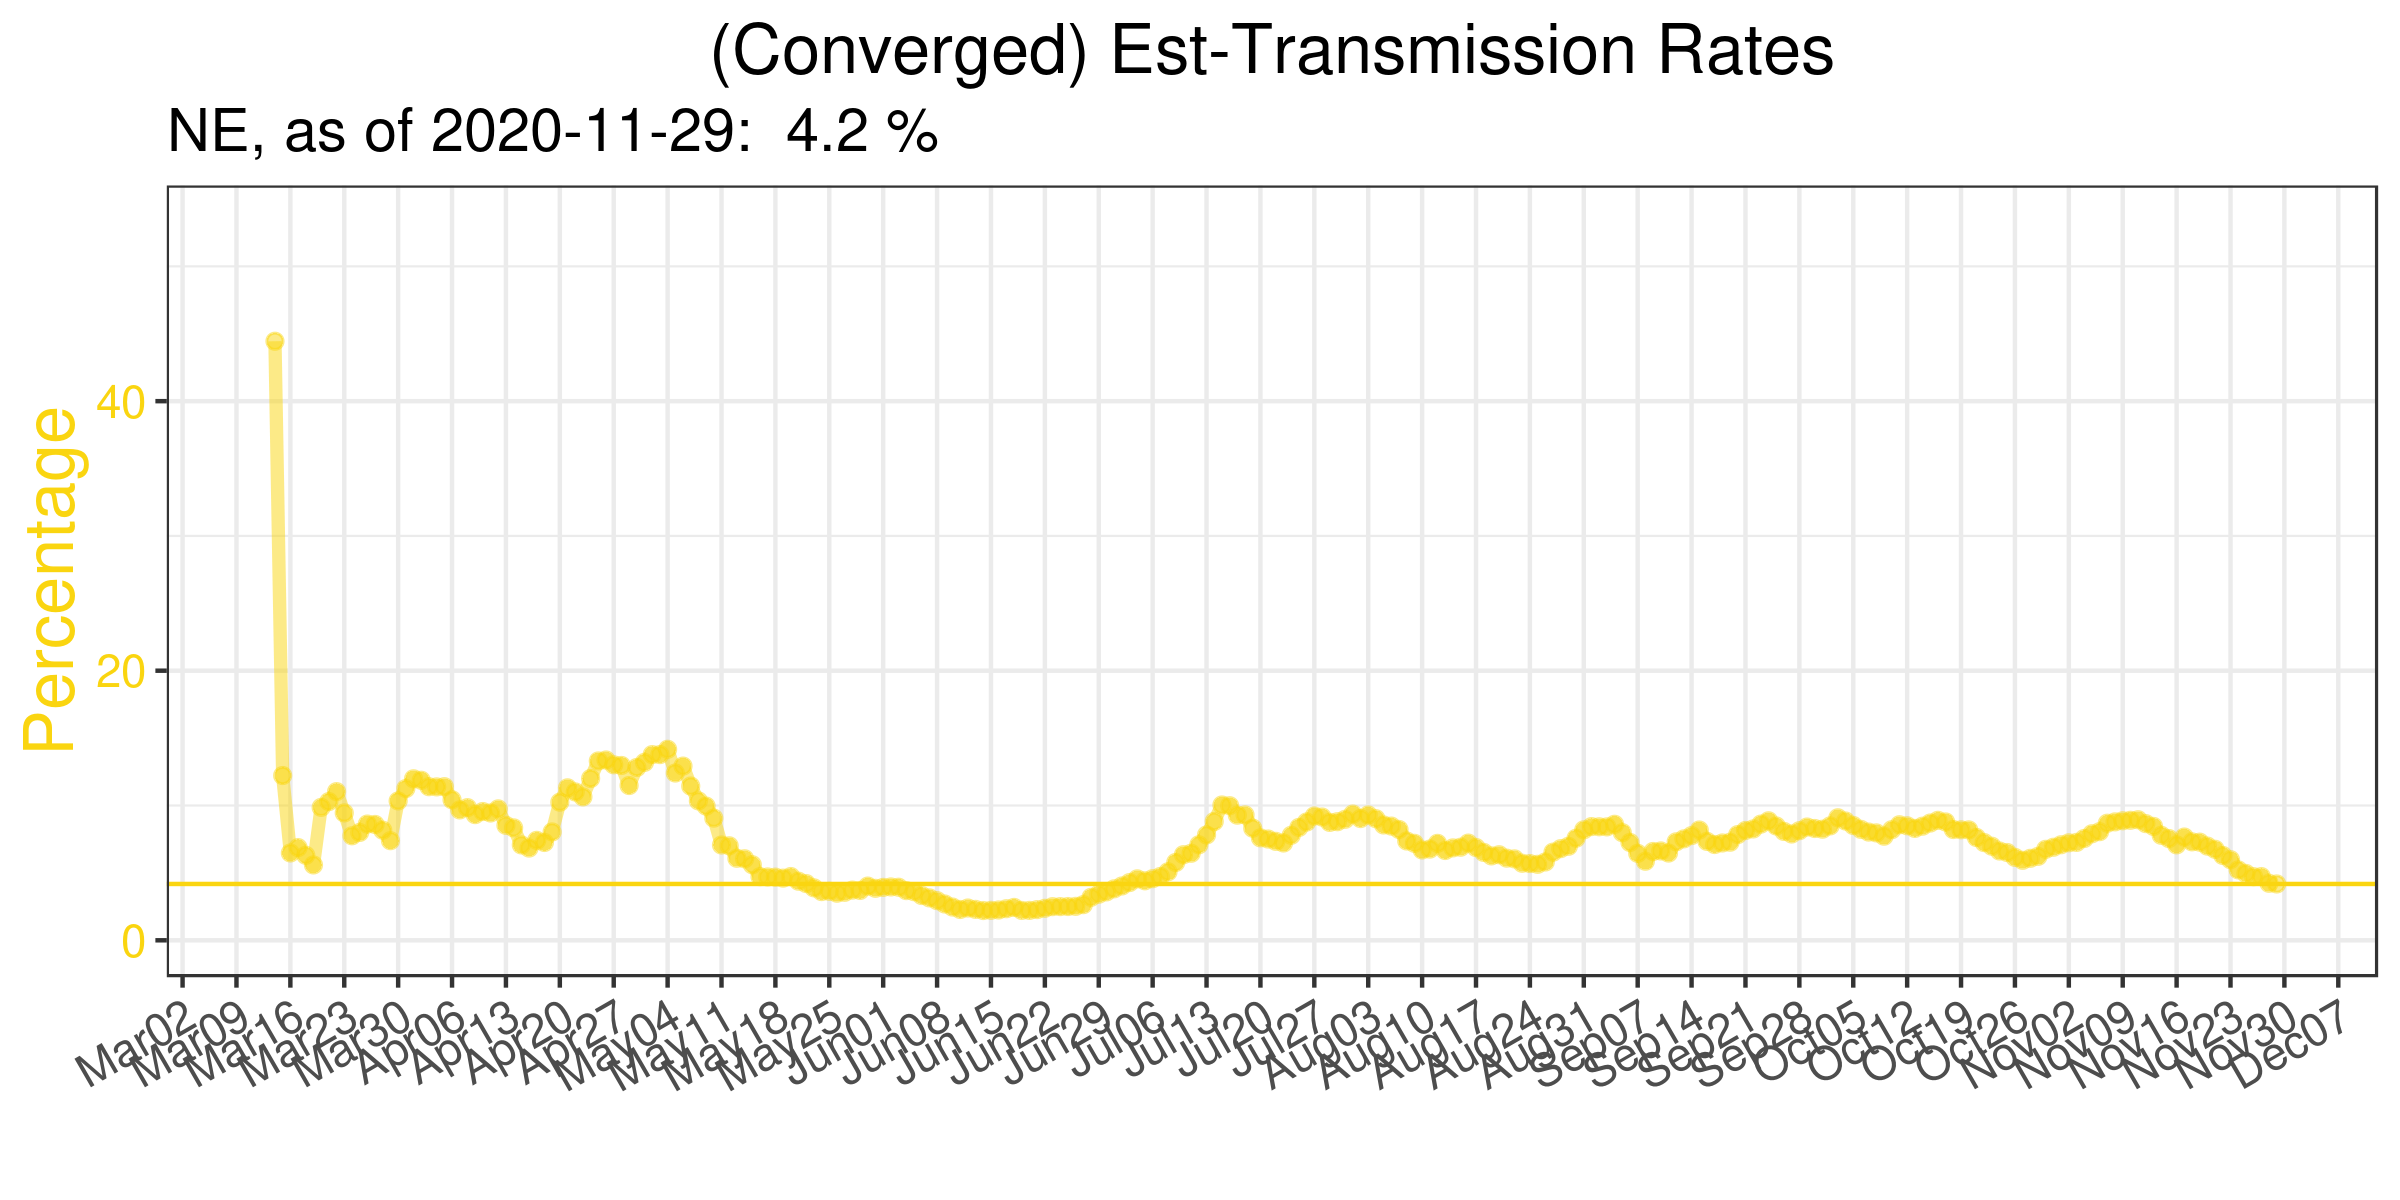 (Converged) Est-Transmission Rates
NE, as of 2020-11-29:  4.2 %
Percentage
40
20
0
Mar02
Mar09
Mar16
Mar23
Mar30
Apr06
Apr13
Apr20
Apr27
May04
May11
May18
May25
Jun01
Jun08
Jun15
Jun22
Jun29
Jul06
Jul13
Jul20
Jul27
Aug03
Aug10
Aug17
Aug24
Aug31
Sep07
Sep14
Sep21
Sep28
Oct05
Oct12
Oct19
Oct26
Nov02
Nov09
Nov16
Nov23
Nov30
Dec07